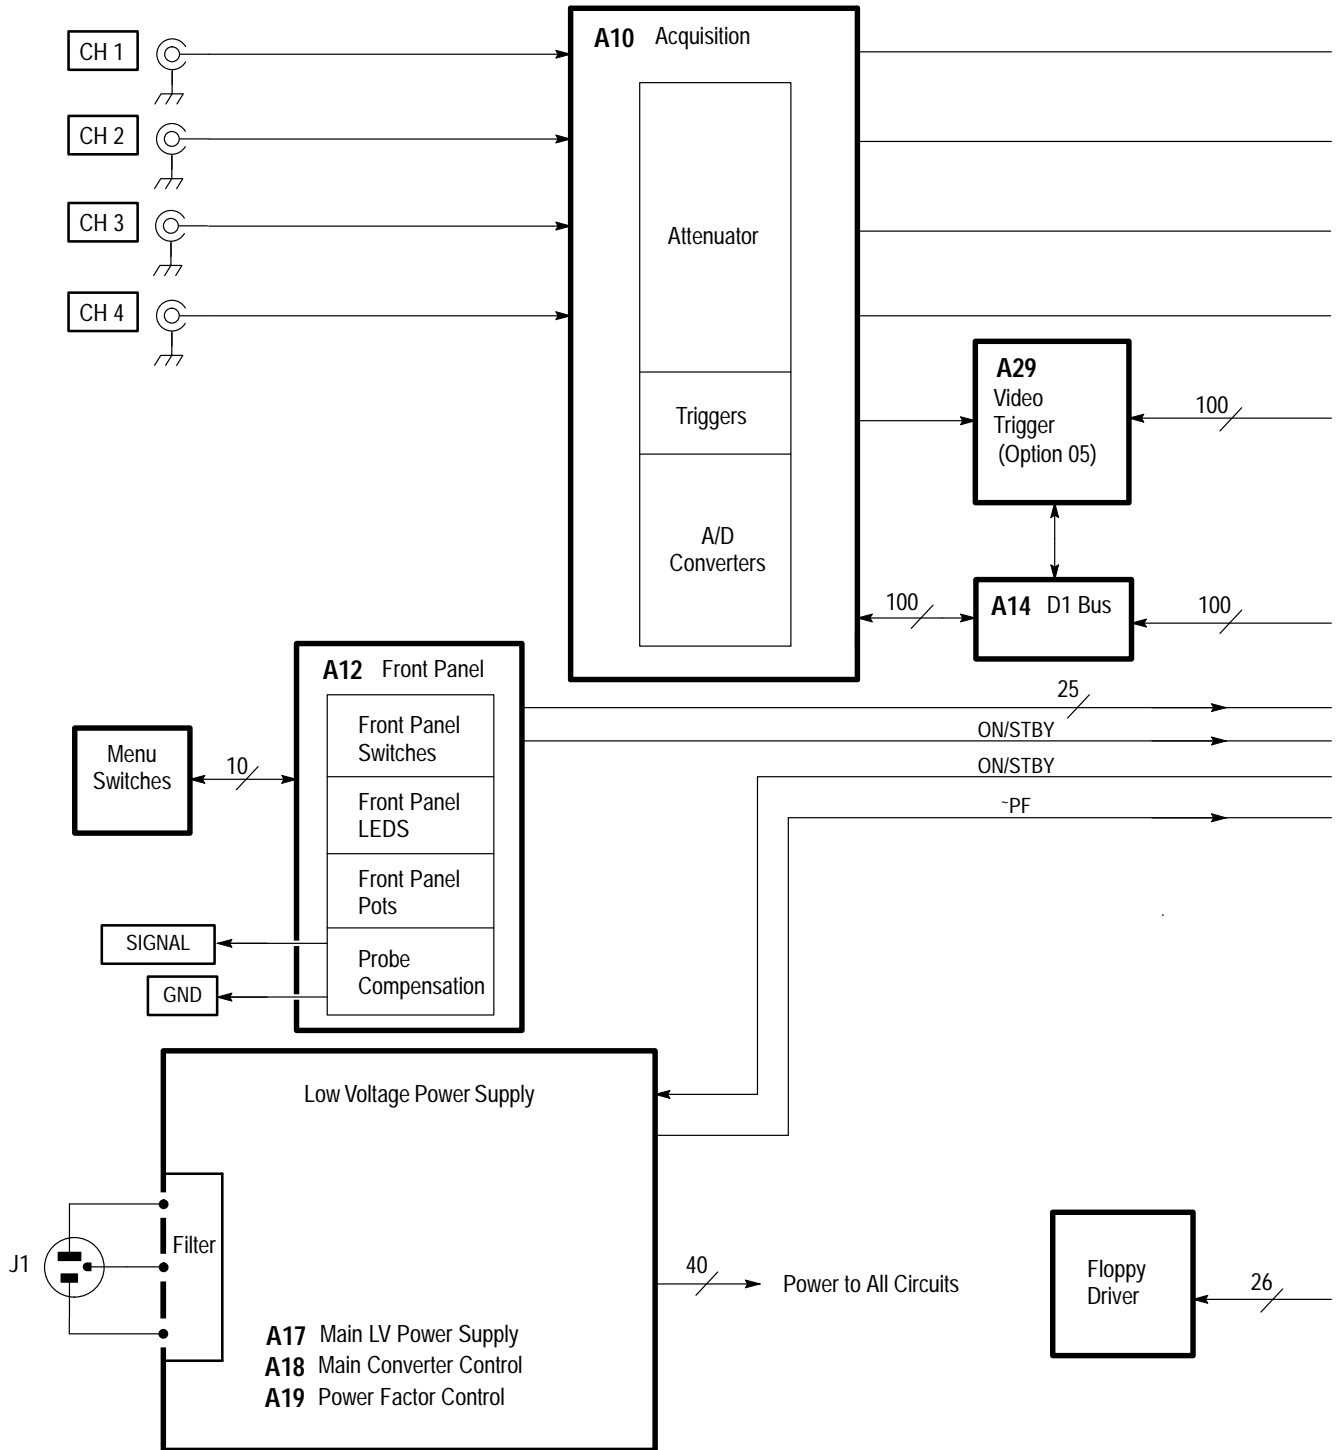 CH 1
CH 2
CH 3
CH 4
A10 Acquisition
Attenuator
Triggers
A/D
Converters
A29
Video
Trigger
(Option 05)
100
100
A14 D1 Bus
100
A12 Front Panel
Front Panel
Switches
Front Panel
LEDS
Front Panel
Pots
Probe
Compensation
Menu
Switches
10
SIGNAL
GND
25
ON/STBY
ON/STBY
~PF
Low Voltage Power Supply
J1
Filter
A17 Main LV Power Supply
A18 Main Converter Control
A19 Power Factor Control
40
Power to All Circuits
Floppy
Driver
26